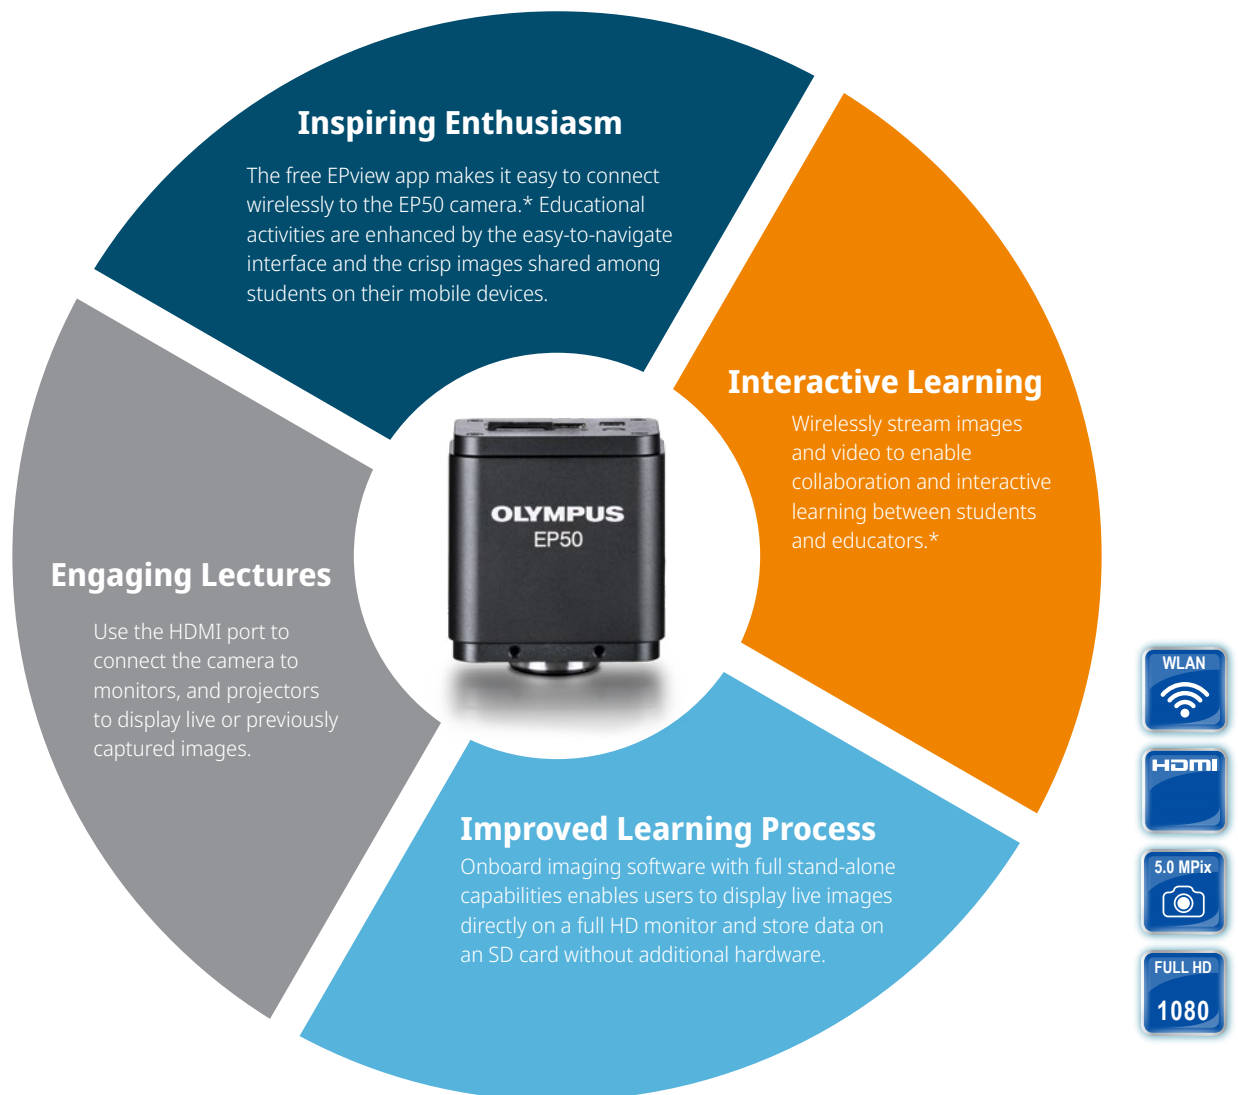 Inspiring Enthusiasm
The free EPview app makes it easy to connect
wirelessly to the EP50 camera.* Educational
activities are enhanced by the easy-to-navigate
interface and the crisp images shared among
students on their mobile devices.
Interactive Learning
Wirelessly stream images
and video to enable
collaboration and interactive
learning between students
and educators.*
OLYMPUS
EP50
Engaging Lectures
Use the HDMI port to
connect the camera to
monitors, and projectors
to display live or previously
captured images.
Improved Learning Process
Onboard imaging software with full stand-alone
capabilities enables users to display live images
directly on a full HD monitor and store data on
an SD card without additional hardware.
WLAN
HDMI
5.0 MPix
FULL HD
1080